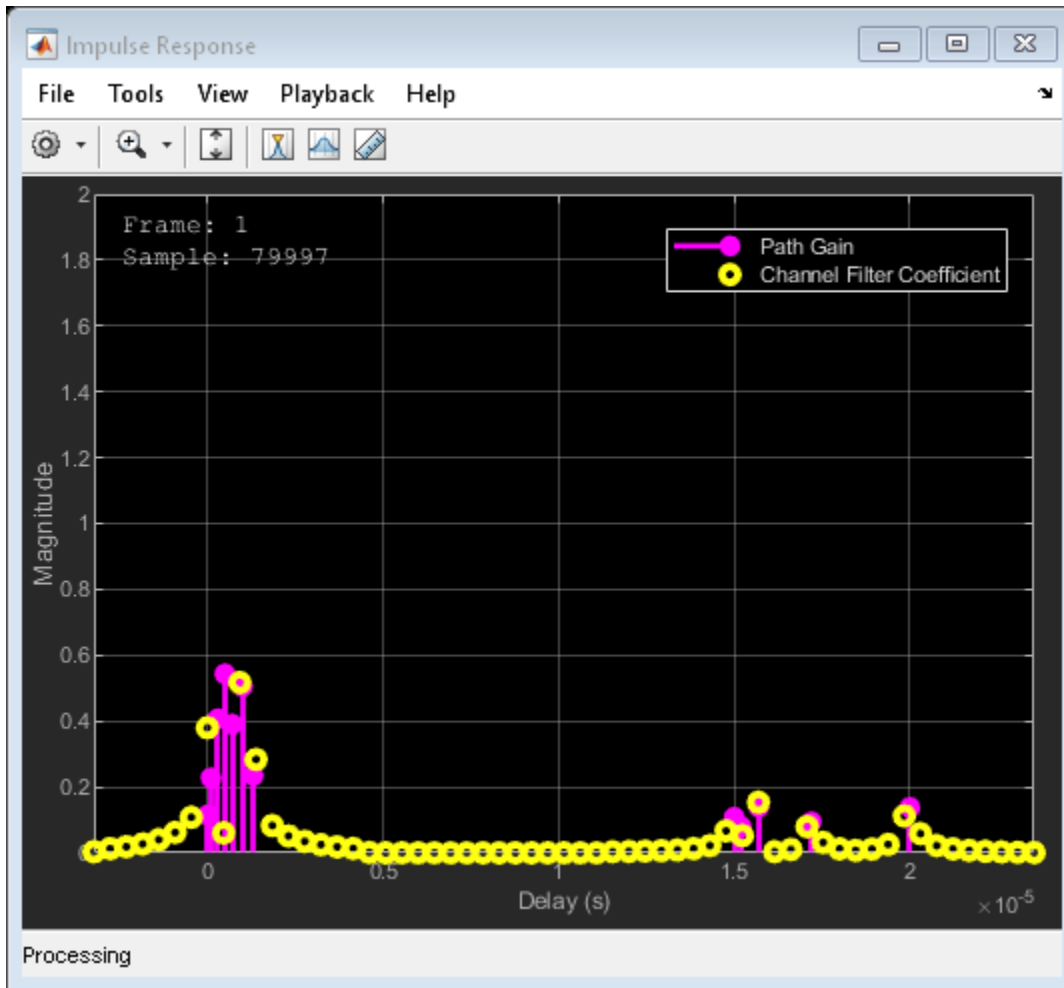 Impulse Response
File Tools View Playback Help
Frame: 1
Sample: 79997
Path Gain
Channel Filter Coefficient
2
1.8
1.6
1.4
1.2
1
0.8
0.6
0.4
0.2
0
Magnitude
0 0.5 1 1.5 2
Delay (s)
×10⁻⁵
Processing